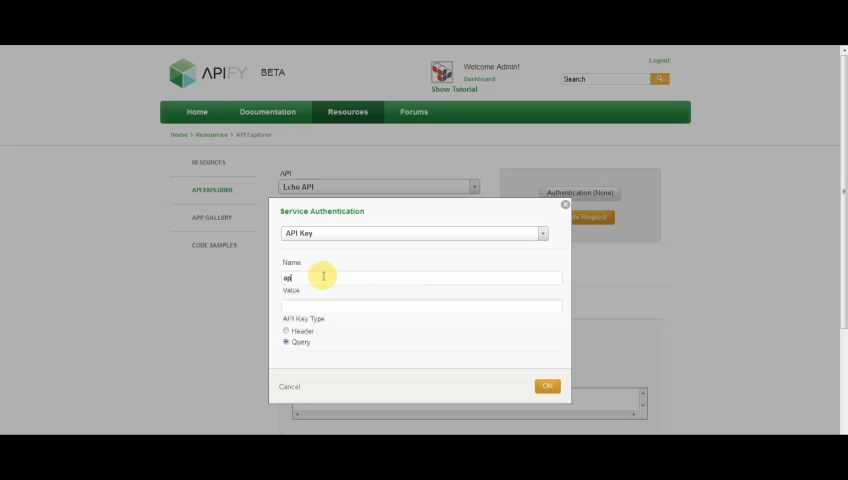 APIFY BETA
Welcome Admin!
Dashboard
Show Tutorial
Logout
Search
Home Documentation Resources Forums
Home > Resources > API Explorer
RESOURCES
API EXPLORER
APP GALLERY
CODE SAMPLES
API
Echo API
Authentication (None)
Request
Service Authentication
API Key
Name
ap
Value
API Key Type
Header
Query
Cancel
OK